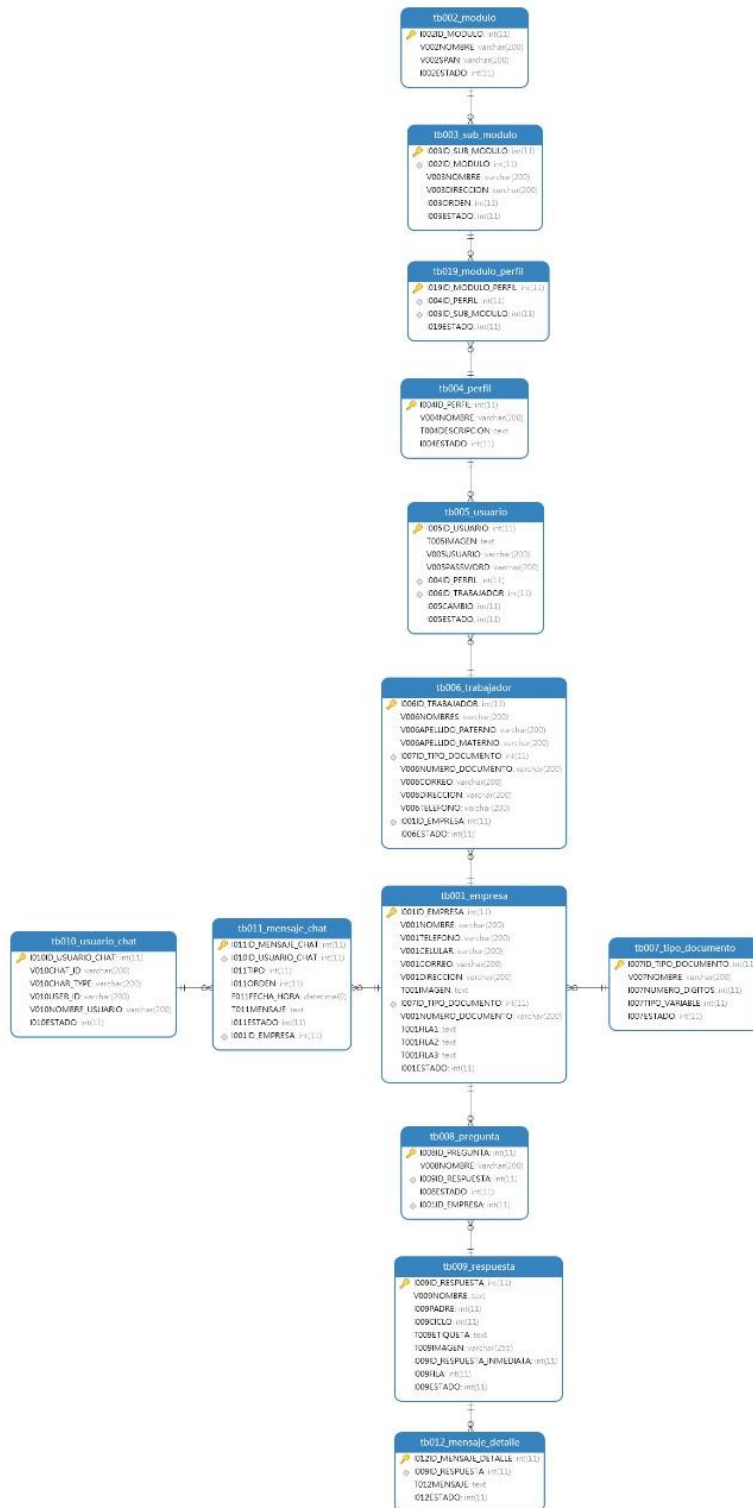 tb002_modulo
I002ID_MODULO: int(11)
V002NOMBRE: varchar(200)
V002SPAN: varchar(200)
I002ESTADO: int(11)
tb003_sub_modulo
I003ID_SUB_MODULO: int(11)
I002ID_MODULO: int(11)
V003NOMBRE: varchar(200)
V003DIRECCION: varchar(200)
I003ORDEN: int(11)
I003ESTADO: int(11)
tb019_modulo_perfil
I019ID_MODULO_PERFIL: int(11)
I004ID_PERFIL: int(11)
I003ID_SUB_MODULO: int(11)
I019ESTADO: int(11)
tb004_perfil
I004ID_PERFIL: int(11)
V004NOMBRE: varchar(200)
T004DESCRIPCION: text
I004ESTADO: int(11)
tb005_usuario
I005ID_USUARIO: int(11)
T005IMAGEN: text
V005USUARIO: varchar(200)
V005PASSWORD: varchar(200)
I004ID_PERFIL: int(11)
I006ID_TRABAJADOR: int(11)
I005CAMBIO: int(11)
I005ESTADO: int(11)
tb006_trabajador
I006ID_TRABAJADOR: int(11)
V006NOMBRES: varchar(200)
V006APELLIDO_PATERNO: varchar(200)
V006APELLIDO_MATERNO: varchar(200)
I007ID_TIPO_DOCUMENTO: int(11)
V006NUMERO_DOCUMENTO: varchar(200)
V006CORREO: varchar(200)
V006DIRECCION: varchar(200)
V006TELEFONO: varchar(200)
I001ID_EMPRESA: int(11)
I006ESTADO: int(11)
tb010_usuario_chat
I010ID_USUARIO_CHAT: int(11)
V010CHAT_ID: varchar(200)
V010CHAR_TYPE: varchar(200)
V010USER_ID: varchar(200)
V010NOMBRE_USUARIO: varchar(200)
I010ESTADO: int(11)
tb011_mensaje_chat
I011ID_MENSAJE_CHAT: int(11)
I010ID_USUARIO_CHAT: int(11)
I011TIPO: int(11)
I011ORDEN: int(11)
F011FECHA_HORA: datetime(0)
T011MENSAJE: text
I011ESTADO: int(11)
I001ID_EMPRESA: int(11)
tb001_empresa
I001ID_EMPRESA: int(11)
V001NOMBRE: varchar(200)
V001TELEFONO: varchar(200)
V001CELULAR: varchar(200)
V001CORREO: varchar(200)
V001DIRECCION: varchar(200)
T001IMAGEN: text
I007ID_TIPO_DOCUMENTO: int(11)
V001NUMERO_DOCUMENTO: varchar(200)
T001FILA1: text
T001FILA2: text
T001FILA3: text
I001ESTADO: int(11)
tb007_tipo_documento
I007ID_TIPO_DOCUMENTO: int(11)
V007NOMBRE: varchar(200)
I007NUMERO_DIGITOS: int(11)
I007TIPO_VARIABLE: int(11)
I007ESTADO: int(11)
tb008_pregunta
I008ID_PREGUNTA: int(11)
V008NOMBRE: varchar(200)
I009ID_RESPUESTA: int(11)
I008ESTADO: int(11)
I001ID_EMPRESA: int(11)
tb009_respuesta
I009ID_RESPUESTA: int(11)
V009NOMBRE: text
I009PADRE: int(11)
I009CICLO: int(11)
T009ETIQUETA: text
T009IMAGEN: varchar(255)
I009ID_RESPUESTA_INMEDIATA: int(11)
I009FILA: int(11)
I009ESTADO: int(11)
tb012_mensaje_detalle
I012ID_MENSAJE_DETALLE: int(11)
I009ID_RESPUESTA: int(11)
T012MENSAJE: text
I012ESTADO: int(11)